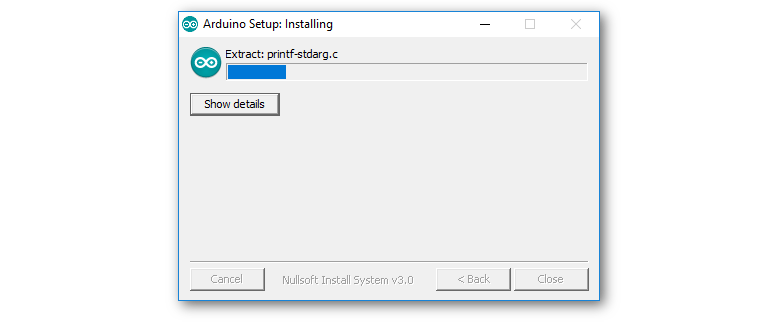 Arduino Setup: Installing
Extract: printf-stdarg.c
Show details
Cancel
Nullsoft Install System v3.0
< Back
Close